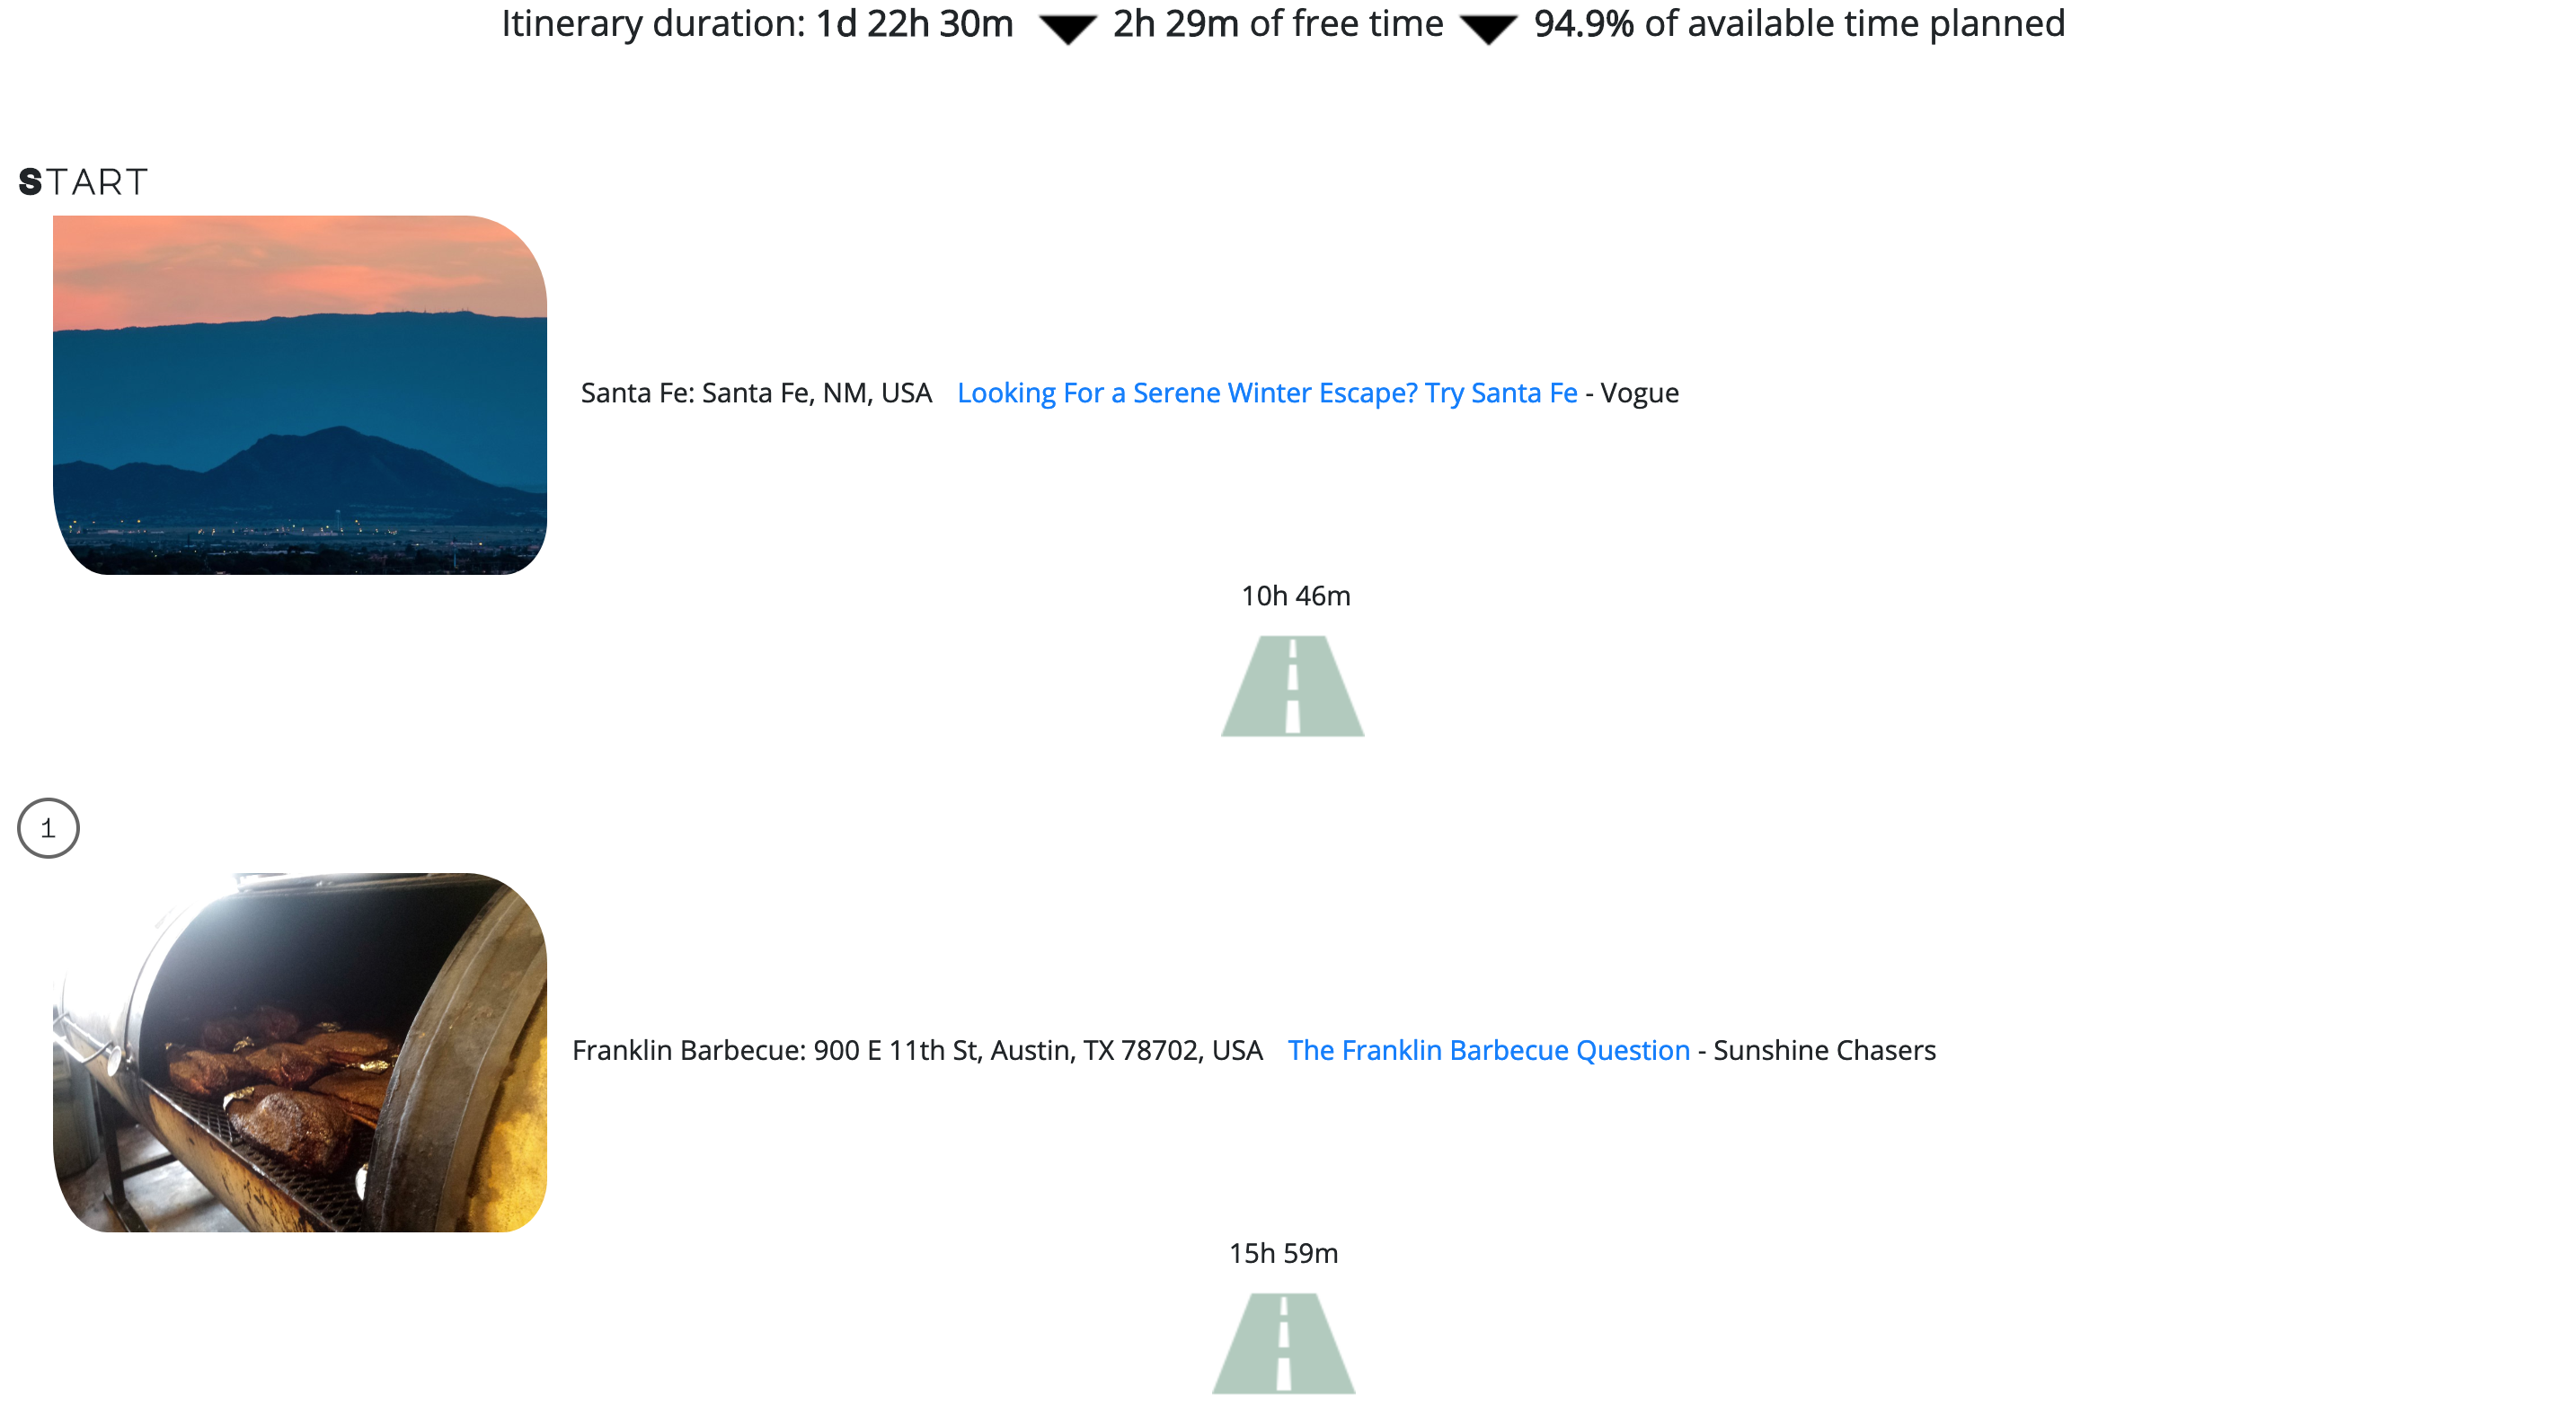 Itinerary duration: 1d 22h 30m 2h 29m of free time 94.9% of available time planned
START
Santa Fe: Santa Fe, NM, USA Looking For a Serene Winter Escape? Try Santa Fe - Vogue
10h 46m
1
Franklin Barbecue: 900 E 11th St, Austin, TX 78702, USA The Franklin Barbecue Question - Sunshine Chasers
15h 59m